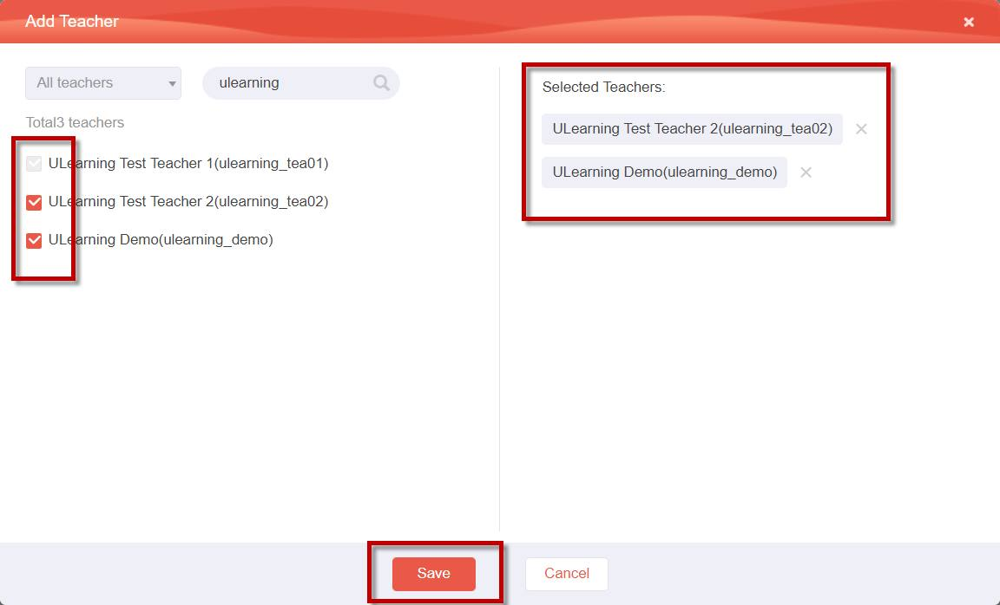 Add Teacher
All teachers
ulearning
Total3 teachers
ULearning Test Teacher 1(ulearning_tea01)
ULearning Test Teacher 2(ulearning_tea02)
ULearning Demo(ulearning_demo)
Selected Teachers:
ULearning Test Teacher 2(ulearning_tea02)
ULearning Demo(ulearning_demo)
Save
Cancel